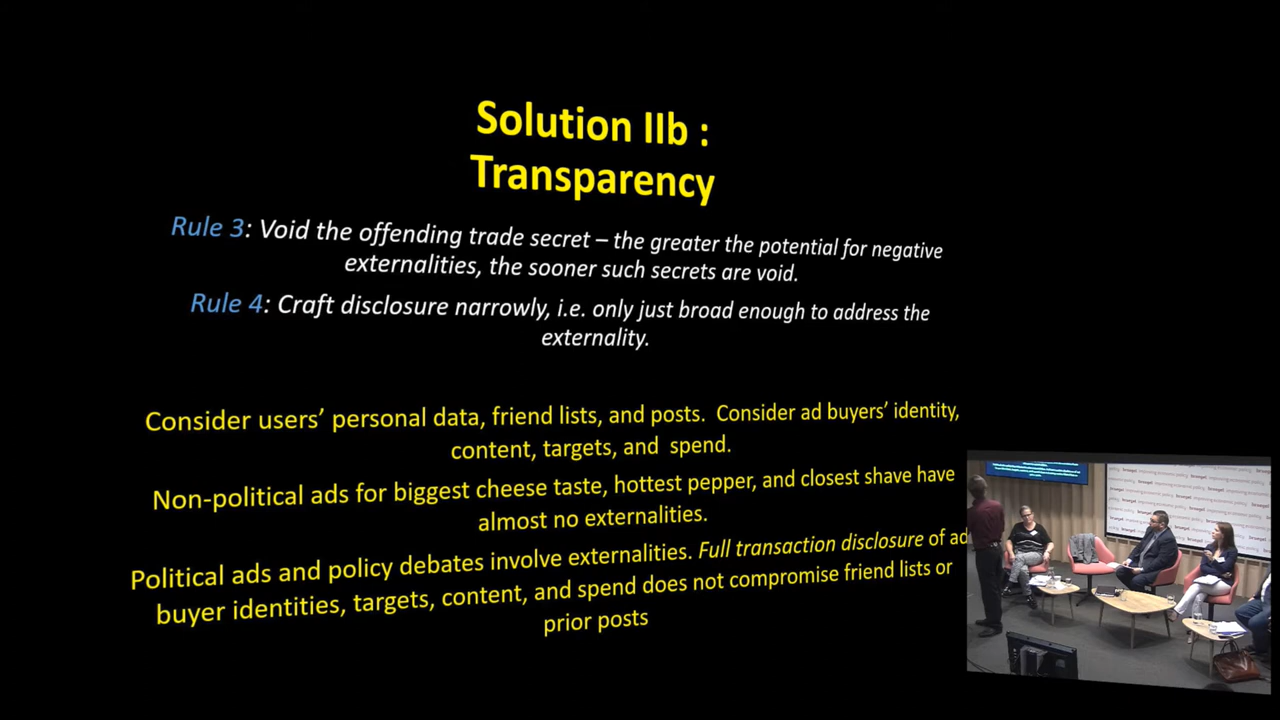 Solution IIb :
Transparency
Rule 3: Void the offending trade secret – the greater the potential for negative
externalities, the sooner such secrets are void.
Rule 4: Craft disclosure narrowly, i.e. only just broad enough to address the
externality.
Consider users’ personal data, friend lists, and posts. Consider ad buyers’ identity,
content, targets, and spend.
Non-political ads for biggest cheese taste, hottest pepper, and closest shave have
almost no externalities.
Political ads and policy debates involve externalities. Full transaction disclosure of ad
buyer identities, targets, content, and spend does not compromise friend lists or
prior posts